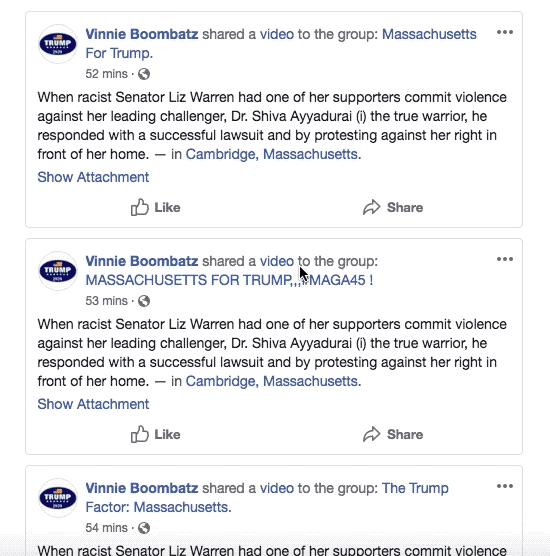 Vinnie Boombatz shared a video to the group: Massachusetts
For Trump.
52 mins ·
When racist Senator Liz Warren had one of her supporters commit violence
against her leading challenger, Dr. Shiva Ayyadurai (i) the true warrior, he
responded with a successful lawsuit and by protesting against her right in
front of her home. — in Cambridge, Massachusetts.
Show Attachment
Like Share
TRUMP
Vinnie Boombatz shared a video to the group:
MASSACHUSETTS FOR TRUMP,,,#MAGA45 !
53 mins ·
When racist Senator Liz Warren had one of her supporters commit violence
against her leading challenger, Dr. Shiva Ayyadurai (i) the true warrior, he
responded with a successful lawsuit and by protesting against her right in
front of her home. — in Cambridge, Massachusetts.
Show Attachment
Like Share
TRUMP
Vinnie Boombatz shared a video to the group: The Trump
Factor: Massachusetts.
54 mins ·
TRUMP
When racist Senator Liz Warren had one of her supporters commit violence